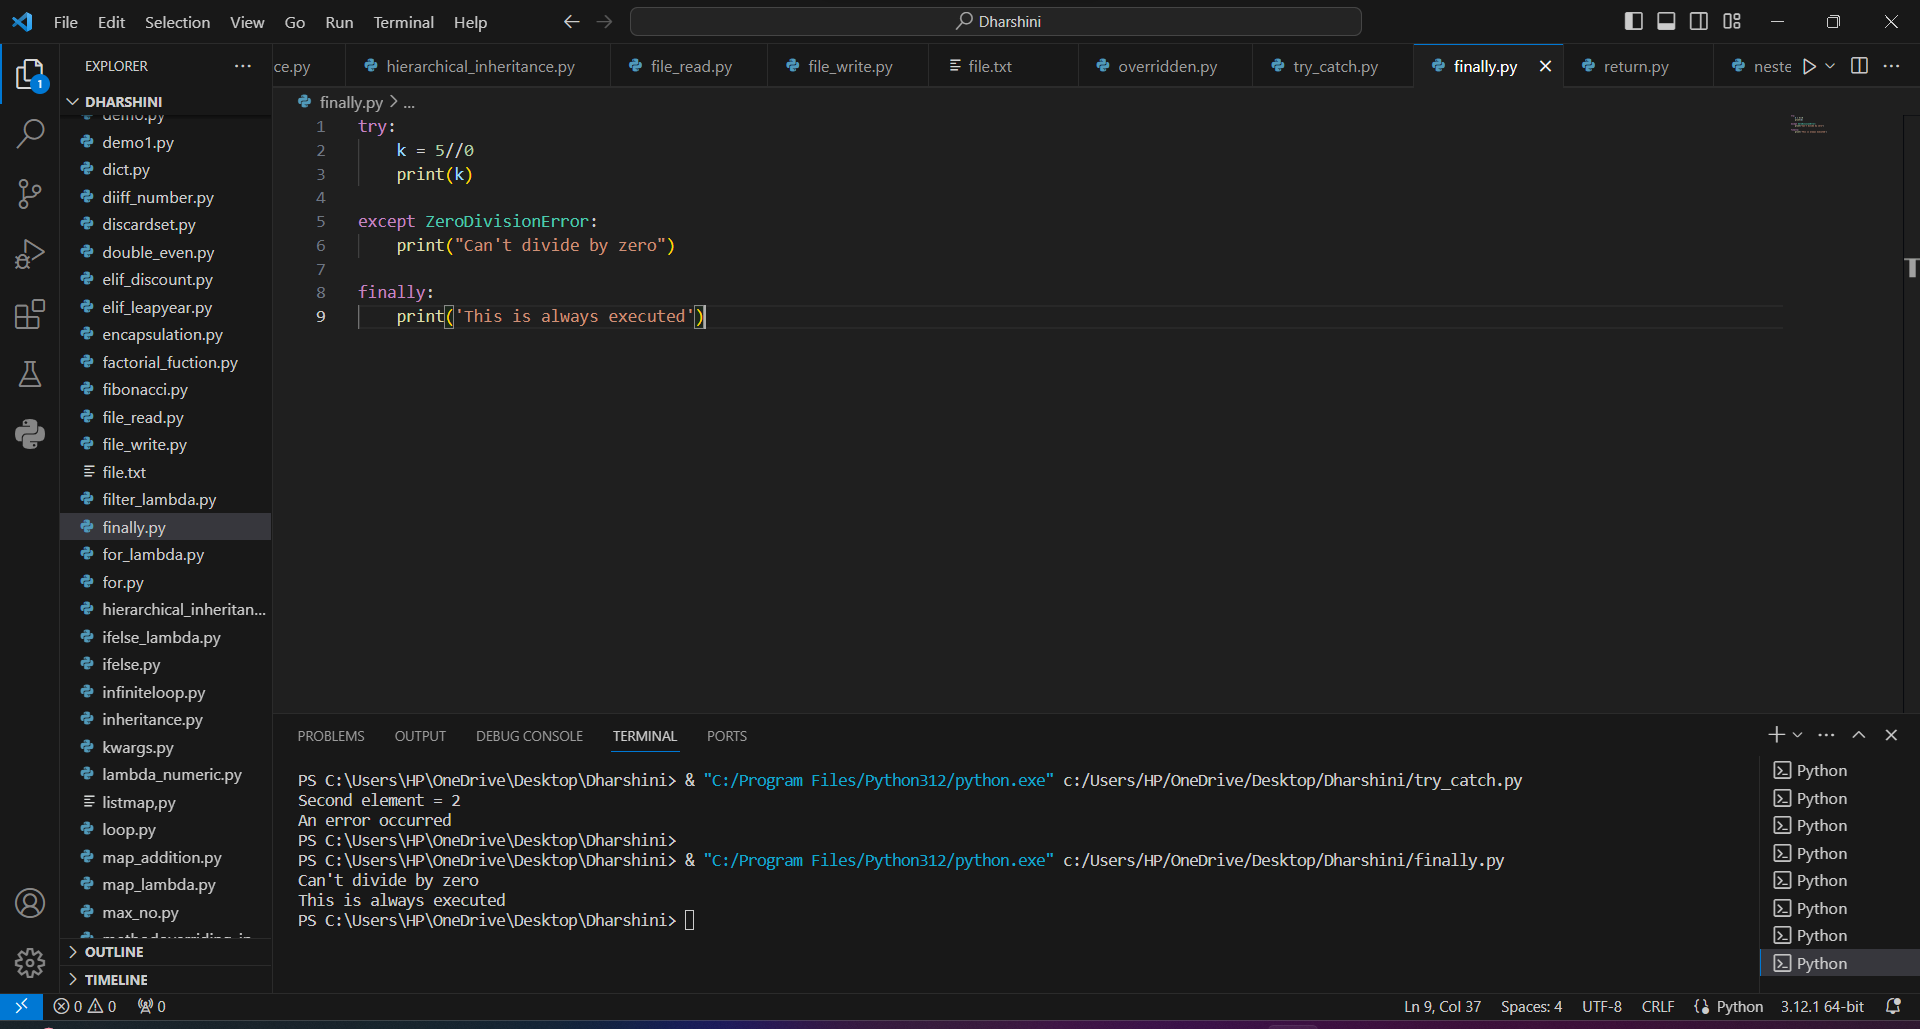 File Edit Selection View Go Run Terminal Help
Dharshini
EXPLORER
ce.py hierarchical_inheritance.py file_read.py file_write.py file.txt overridden.py try_catch.py finally.py return.py neste
DHARSHINI
demo.py
demo1.py
dict.py
diiff_number.py
discardset.py
double_even.py
elif_discount.py
elif_leapyear.py
encapsulation.py
factorial_fuction.py
fibonacci.py
file_read.py
file_write.py
file.txt
filter_lambda.py
finally.py
for_lambda.py
for.py
hierarchical_inheritan...
ifelse_lambda.py
ifelse.py
infiniteloop.py
inheritance.py
kwargs.py
lambda_numeric.py
listmap,py
loop.py
map_addition.py
map_lambda.py
max_no.py
OUTLINE
TIMELINE
finally.py > ...
1 try:
2 k = 5//0
3 print(k)
4
5 except ZeroDivisionError:
6 print("Can't divide by zero")
7
8 finally:
9 print('This is always executed')
PROBLEMS OUTPUT DEBUG CONSOLE TERMINAL PORTS
PS C:\Users\HP\OneDrive\Desktop\Dharshini> & "C:/Program Files/Python312/python.exe" c:/Users/HP/OneDrive/Desktop/Dharshini/try_catch.py
Second element = 2
An error occurred
PS C:\Users\HP\OneDrive\Desktop\Dharshini>
PS C:\Users\HP\OneDrive\Desktop\Dharshini> & "C:/Program Files/Python312/python.exe" c:/Users/HP/OneDrive/Desktop/Dharshini/finally.py
Can't divide by zero
This is always executed
PS C:\Users\HP\OneDrive\Desktop\Dharshini>
Python
Python
Python
Python
Python
Python
Python
Python
1
0 0 0
Ln 9, Col 37 Spaces: 4 UTF-8 CRLF Python 3.12.1 64-bit